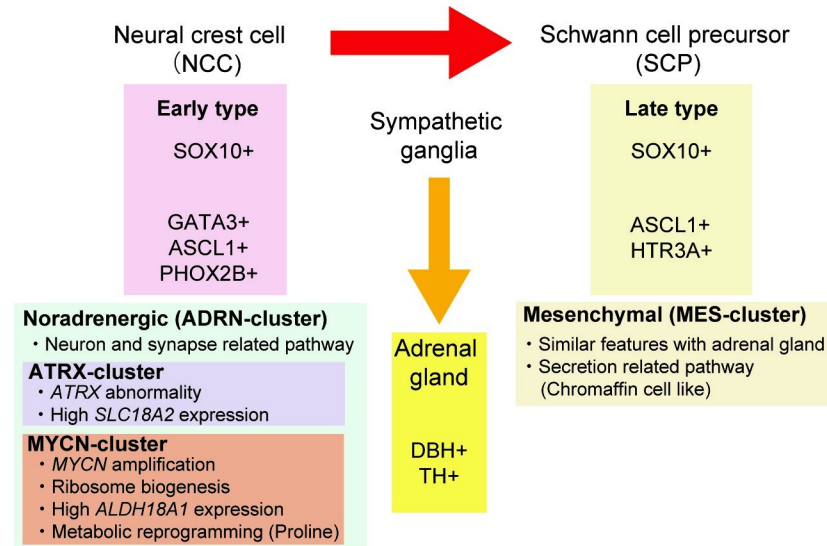 Neural crest cell
(NCC)
Early type
SOX10+
GATA3+
ASCL1+
PHOX2B+
Noradrenergic (ADRN-cluster)
・Neuron and synapse related pathway
ATRX-cluster
・ATRX abnormality
・High SLC18A2 expression
MYCN-cluster
・MYCN amplification
・Ribosome biogenesis
・High ALDH18A1 expression
・Metabolic reprogramming (Proline)
Sympathetic
ganglia
Adrenal
gland
DBH+
TH+
Schwann cell precursor
(SCP)
Late type
SOX10+
ASCL1+
HTR3A+
Mesenchymal (MES-cluster)
・Similar features with adrenal gland
・Secretion related pathway
(Chromaffin cell like)